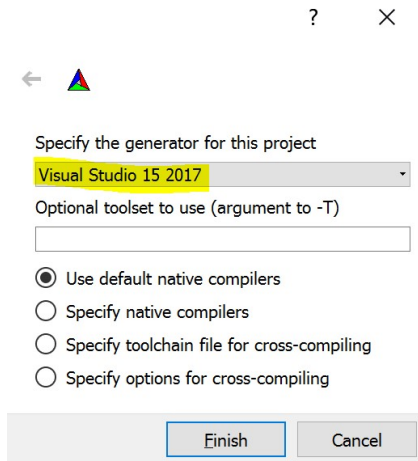 ?
Specify the generator for this project
Visual Studio 15 2017
Optional toolset to use (argument to -T)
Use default native compilers
Specify native compilers
Specify toolchain file for cross-compiling
Specify options for cross-compiling
Finish Cancel